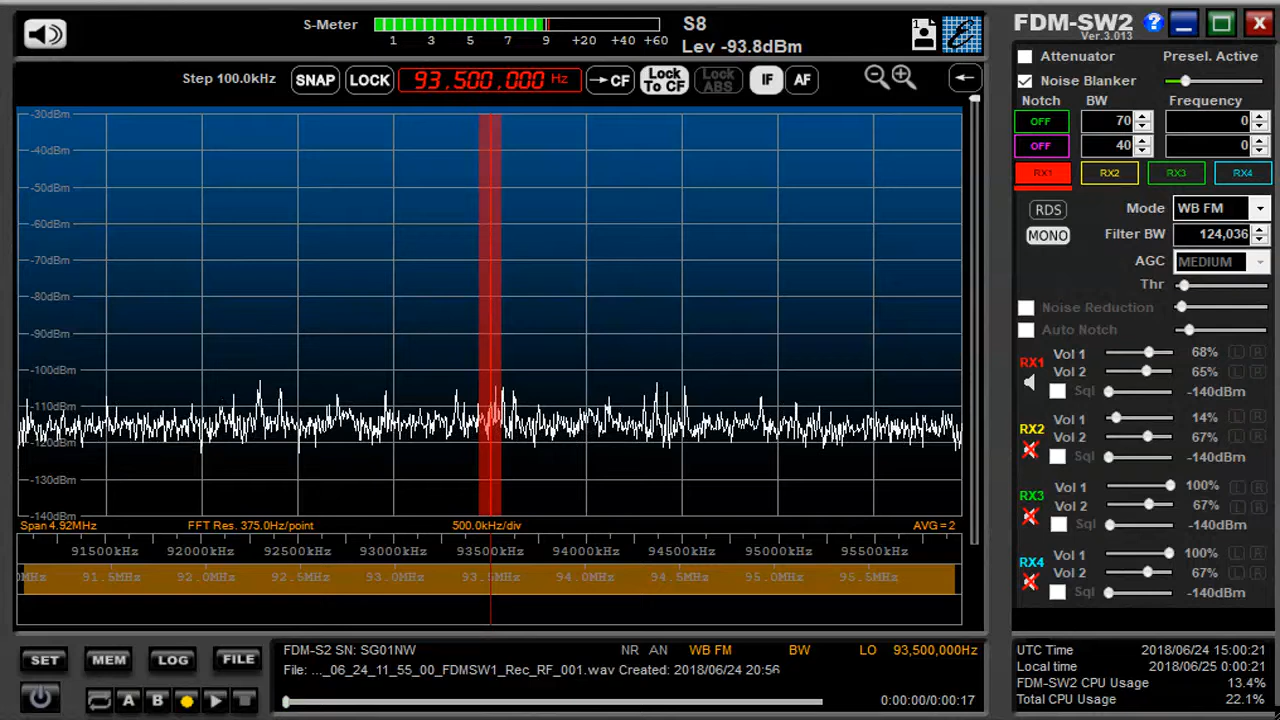 S-Meter
1 3 5 7 +20 +40 +60
9
S8
Lev -93.8dBm
1
FDM-SW2
Ver.3.013
? X
Step 100.0kHz SNAP LOCK 93,500,000 Hz →CF Lock To CF Lock ABS IF AF
-30dBm
-40dBm
-50dBm
-60dBm
-70dBm
-80dBm
-90dBm
-100dBm
-110dBm
-120dBm
-130dBm
-140dBm
Span 4.92MHz FFT Res. 375.0Hz/point 500.0kHz/div AVG=2
91500kHz 92000kHz 92500kHz 93000kHz 93500kHz 94000kHz 94500kHz 95000kHz 95500kHz
MHz 91.5MHz 92.0MHz 92.5MHz 93.0MHz 93.5MHz 94.0MHz 94.5MHz 95.0MHz 95.5MHz
Attenuator Presel. Active
Noise Blanker
Notch BW Frequency
OFF 70 0
OFF 40 0
RX1 RX2 RX3 RX4
RDS Mode WB FM
MONO Filter BW 124,036
AGC MEDIUM
Thr
Noise Reduction
Auto Notch
RX1 Vol 1 68% L R
Vol 2 65% L R
Sql -140dBm
RX2 Vol 1 14% L R
Vol 2 67% L R
Sql -140dBm
RX3 Vol 1 100% L R
Vol 2 67% L R
Sql -140dBm
RX4 Vol 1 100% L R
Vol 2 67% L R
Sql -140dBm
SET MEM LOG FILE
A B
FDM-S2 SN: SG01NW NR AN WB FM BW LO 93,500,000Hz
File: ..._06_24_11_55_00_FDMSW1_Rec_RF_001.wav Created: 2018/06/24 20:56
0:00:00/0:00:17
UTC Time 2018/06/24 15:00:21
Local time 2018/06/25 0:00:21
FDM-SW2 CPU Usage 13.4%
Total CPU Usage 22.1%